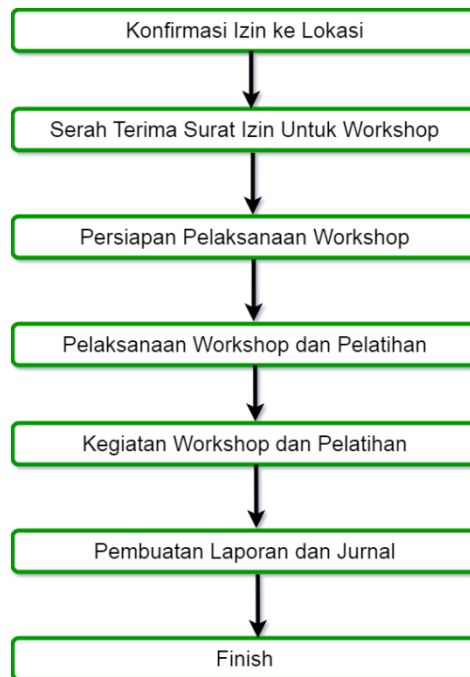 Konfirmasi Izin ke Lokasi
Serah Terima Surat Izin Untuk Workshop
Persiapan Pelaksanaan Workshop
Pelaksanaan Workshop dan Pelatihan
Kegiatan Workshop dan Pelatihan
Pembuatan Laporan dan Jurnal
Finish